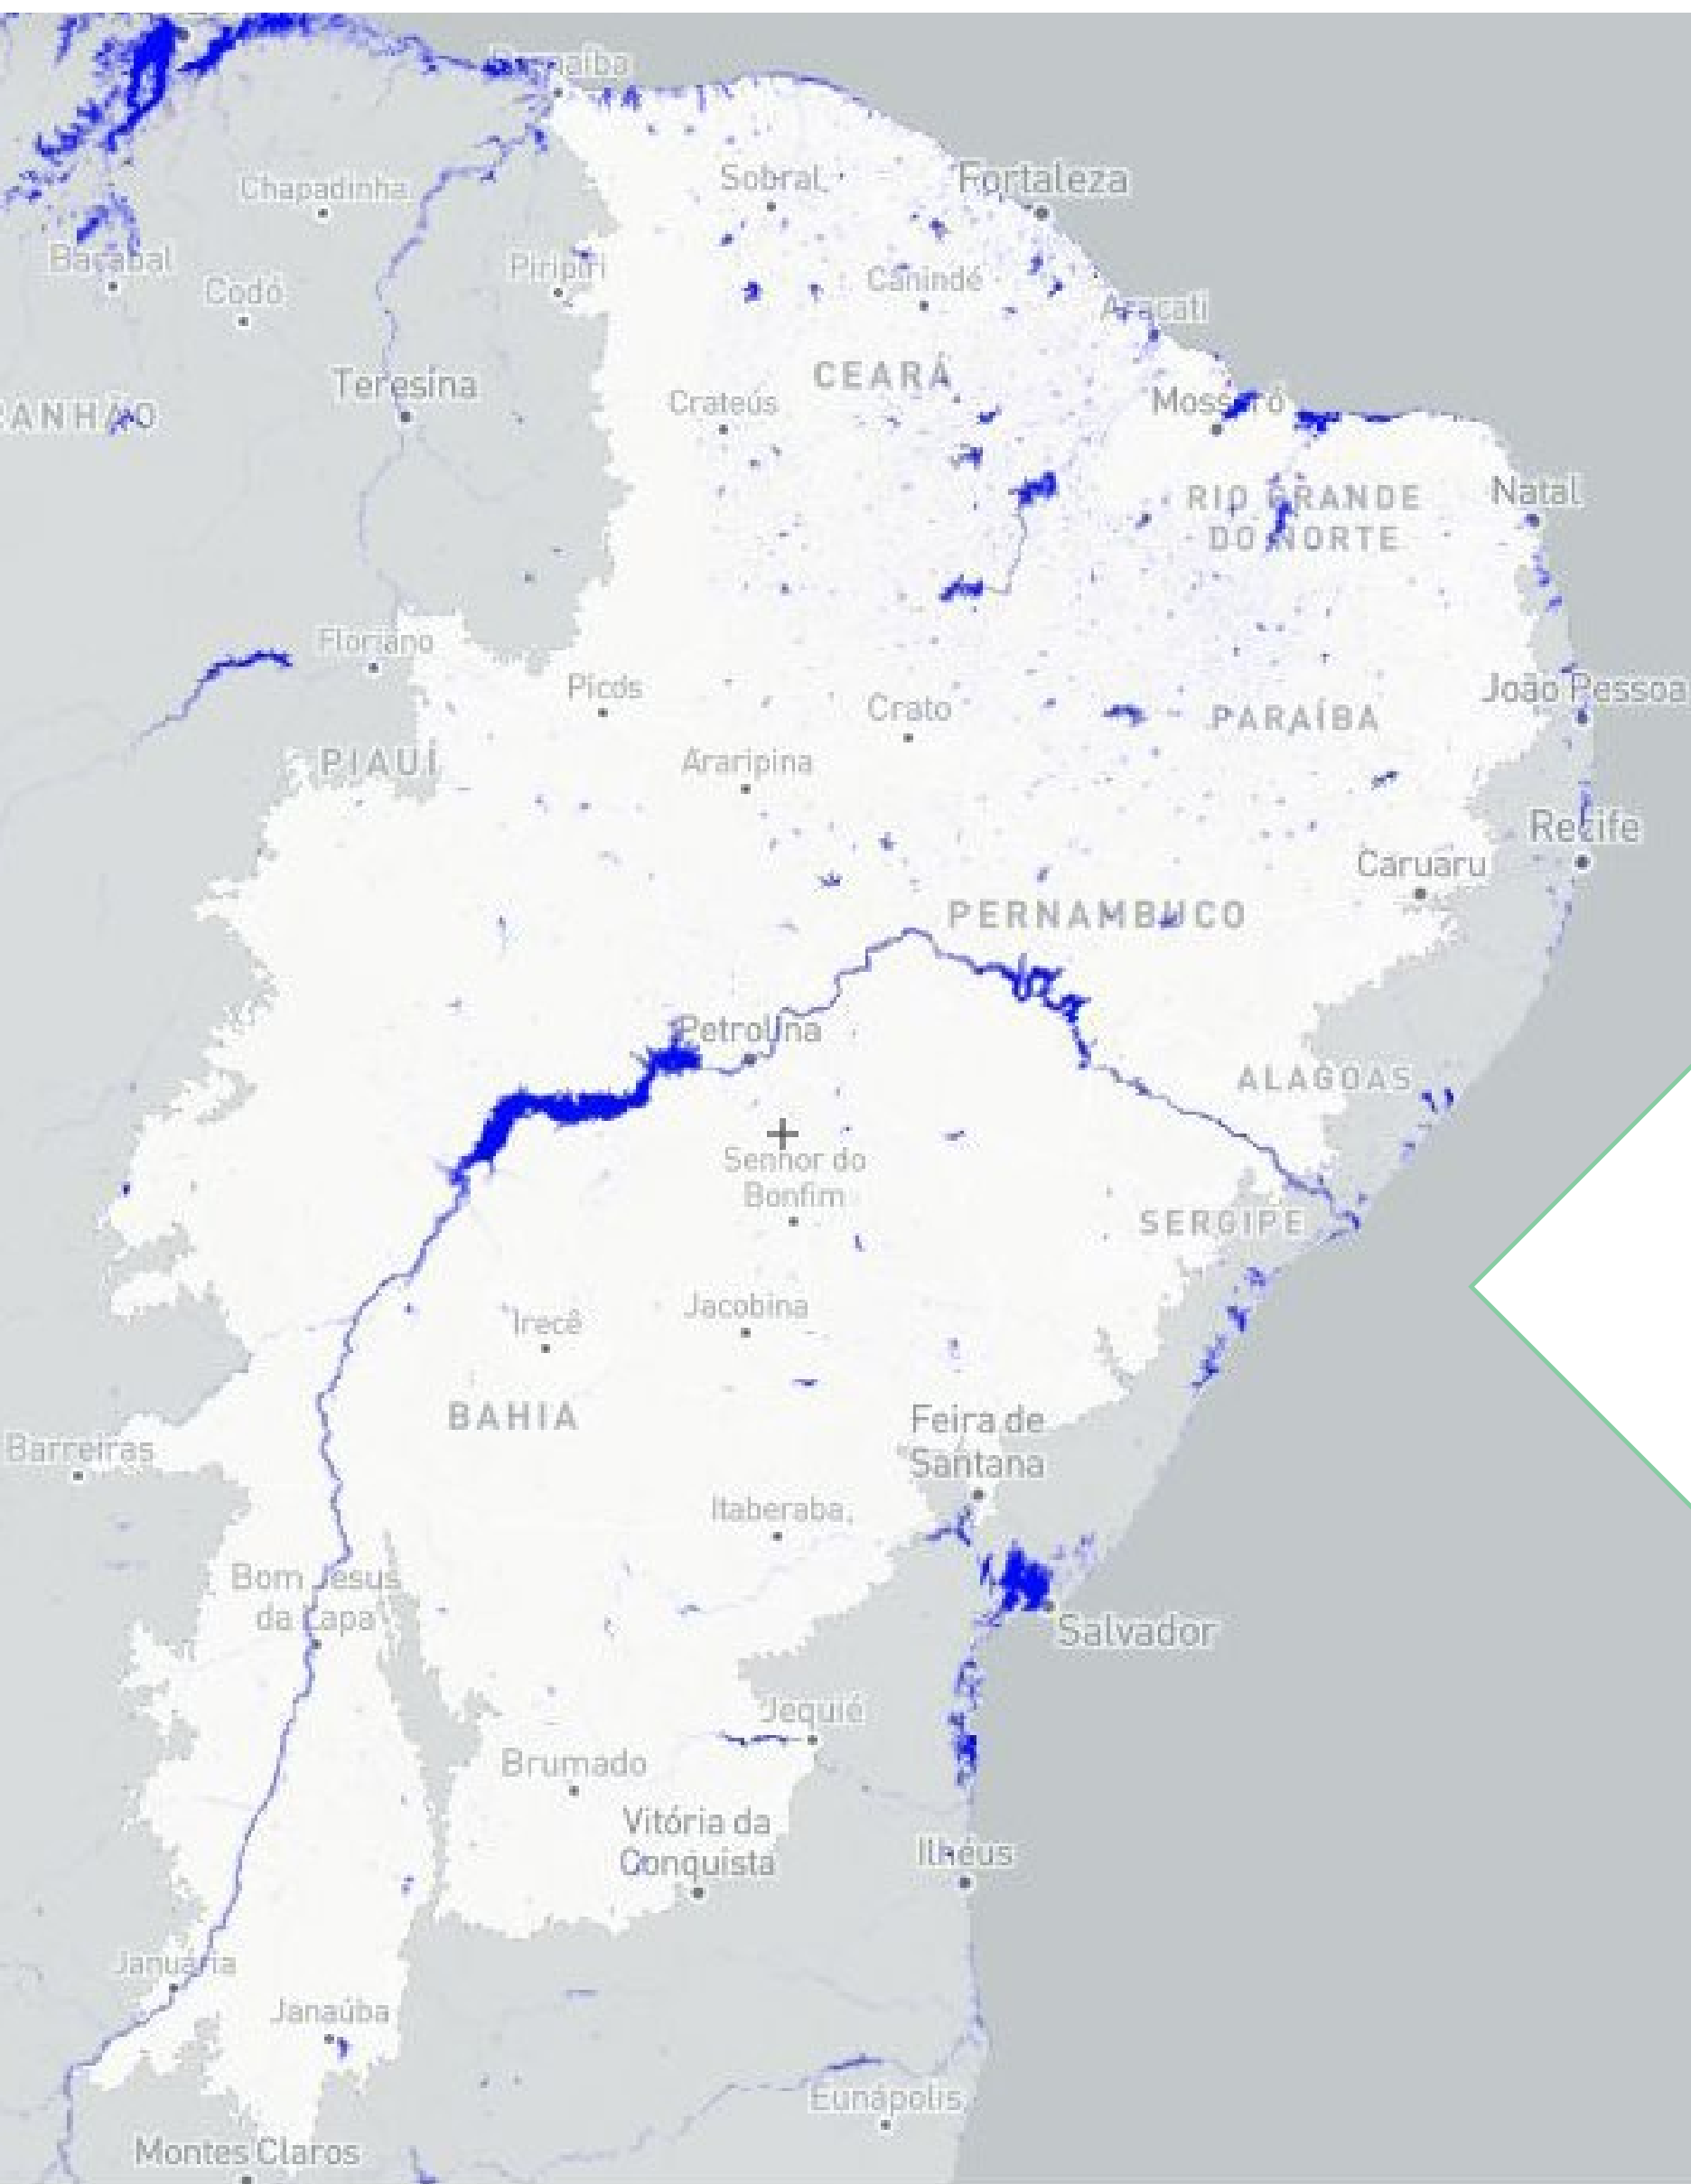 Chapadinha
Sobral
Fortaleza
Bacabal
Codó
Piripiri
Canindé
Aracati
Teresina
CEARÁ
Crateús
Mossoró
RIO GRANDE
DO NORTE
Natal
Floriano
Picos
Crato
João Pessoa
PARAÍBA
PIAUÍ
Araripina
Recife
Caruaru
PERNAMBUCO
Petrolina
ALAGOAS
Senhor do
Bonfim
SERGIPE
Jacobina
Irecê
BAHIA
Feira de
Santana
Barreiras
Itaberaba
Bom Jesus
da Lapa
Salvador
Jequié
Brumado
Vitória da
Conquista
Ilhéus
Januária
Janaúba
Eunápolis
Montes Claros